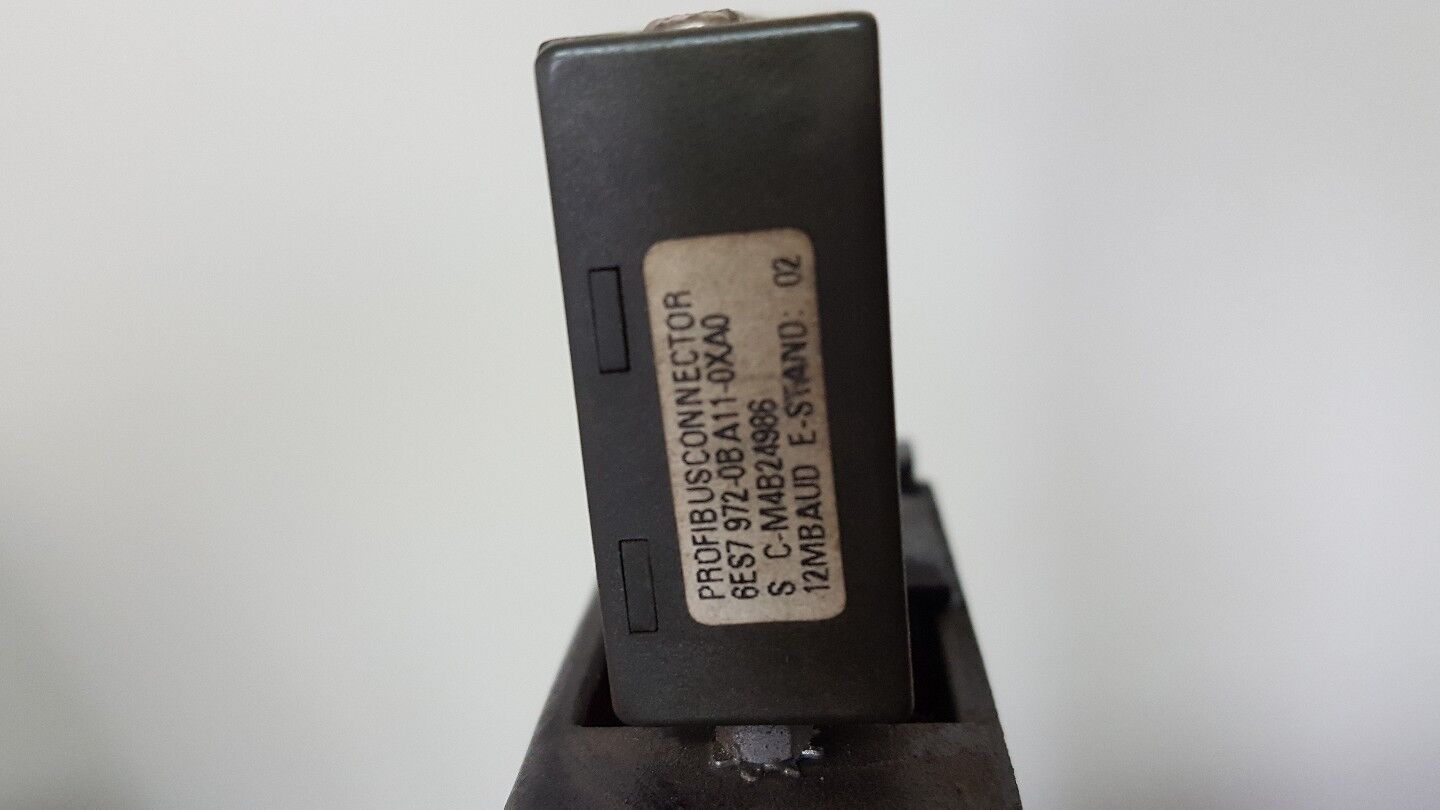 PROFIBUSCONNECTOR
6ES7 972-0BA11-0XA0
S C-M4B24986
12MBAUD E-STAND: 02